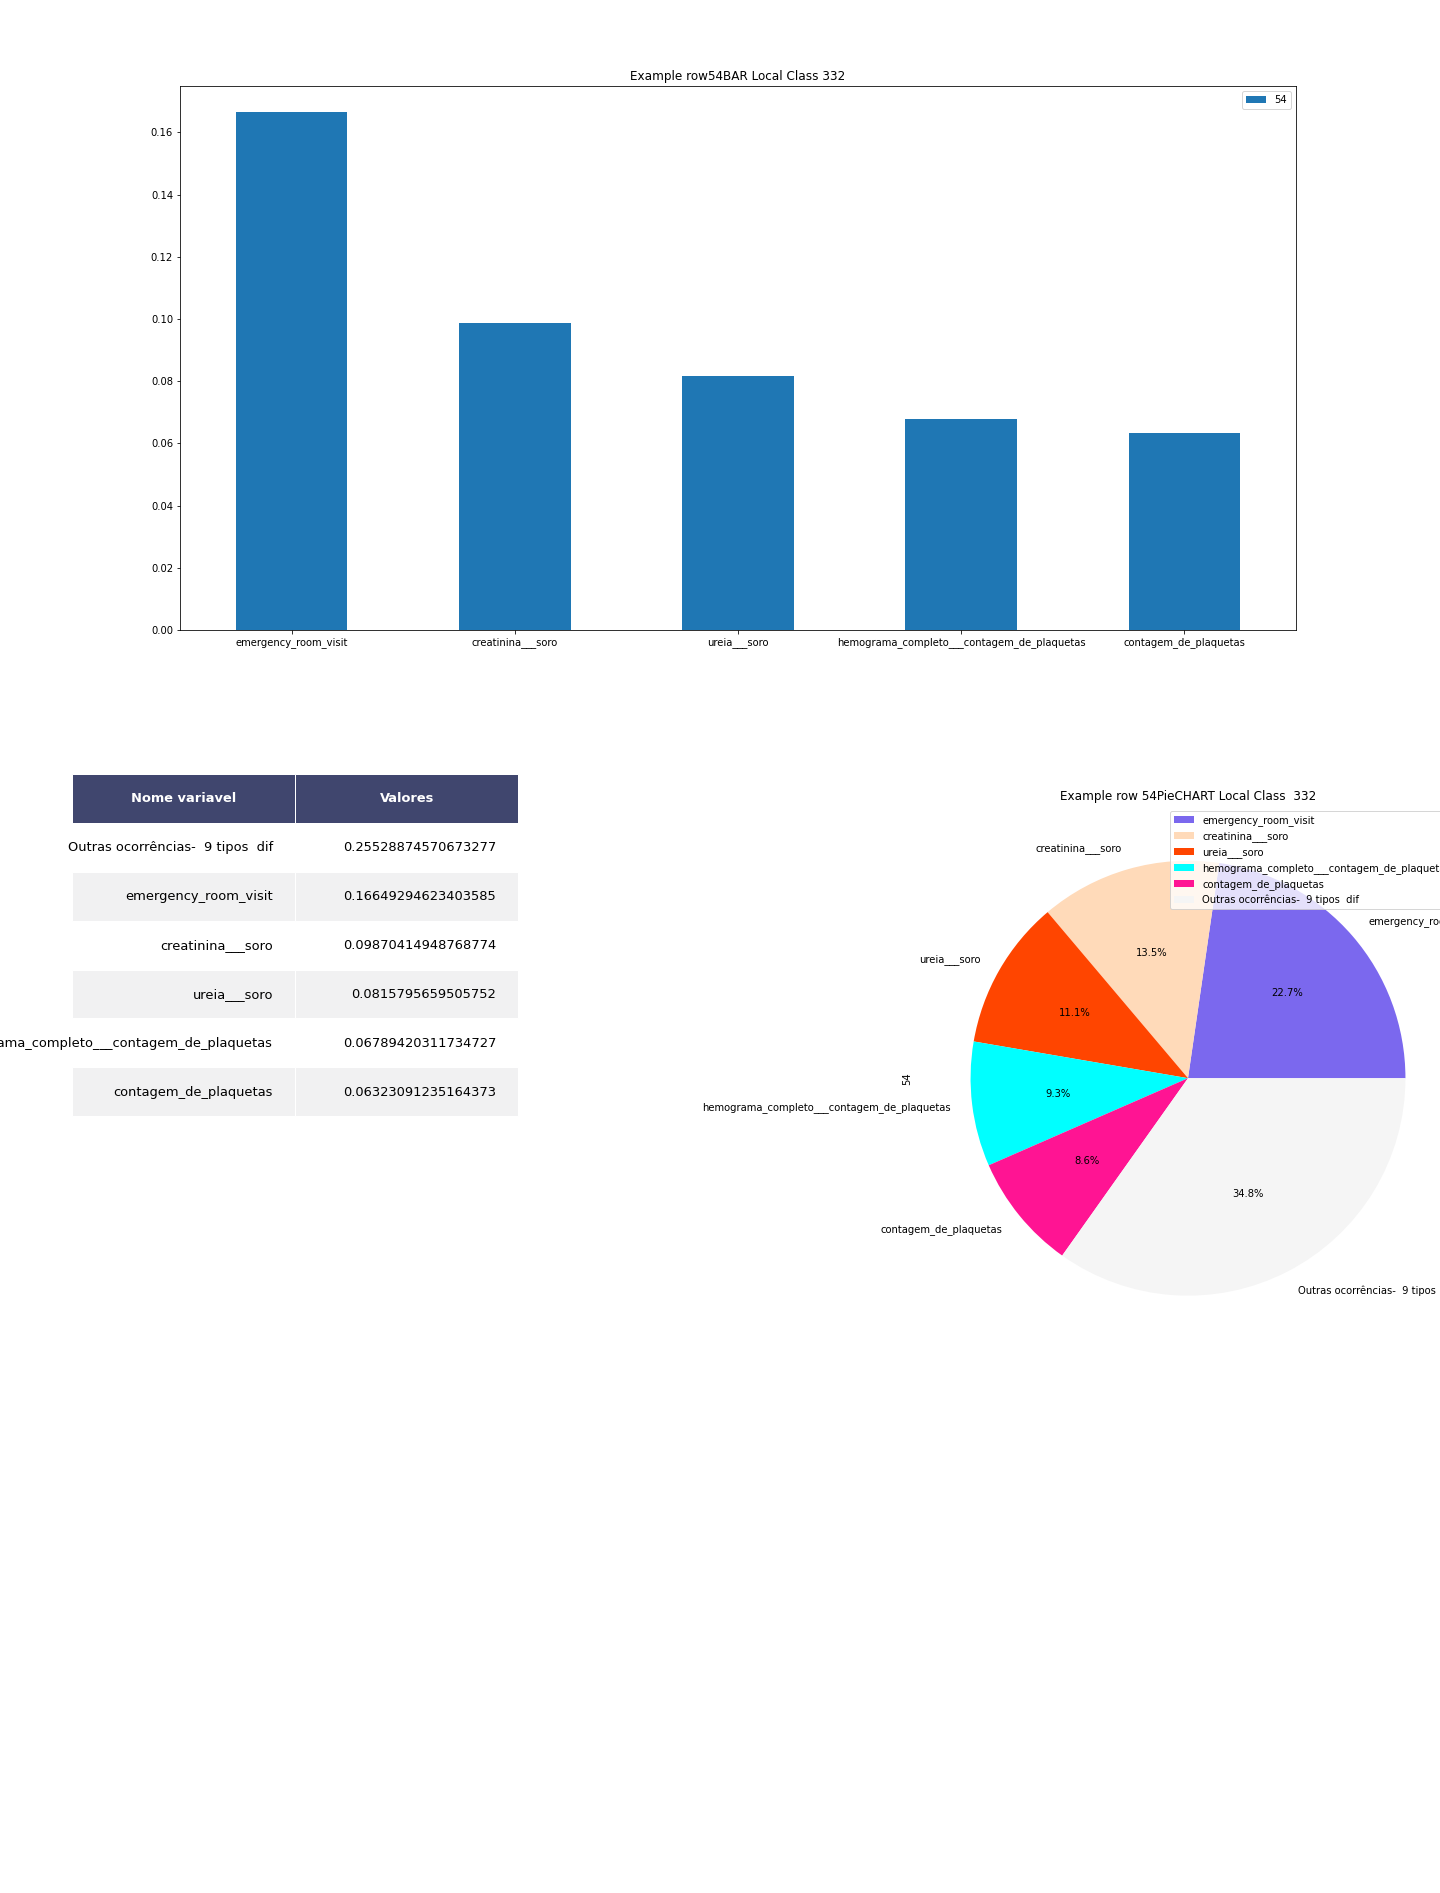 Example row54BAR Local Class 332
54
0.16
0.14
0.12
0.10
0.08
0.06
0.04
0.02
0.00
emergency_room_visit
creatinina___soro
ureia___soro
hemograma_completo___contagem_de_plaquetas
contagem_de_plaquetas
Nome variavel Valores
Outras ocorrências-  9 tipos  dif 0.25528874570673277
emergency_room_visit 0.16649294623403585
creatinina___soro 0.09870414948768774
ureia___soro 0.0815795659505752
ama_completo___contagem_de_plaquetas 0.06789420311734727
contagem_de_plaquetas 0.06323091235164373
Example row 54PieCHART Local Class  332
emergency_room_visit
creatinina___soro
ureia___soro
hemograma_completo___contagem_de_plaquet
contagem_de_plaquetas
Outras ocorrências-  9 tipos  dif
creatinina___soro
emergency_ro
13.5%
ureia___soro
22.7%
11.1%
54
9.3%
hemograma_completo___contagem_de_plaquetas
8.6%
34.8%
contagem_de_plaquetas
Outras ocorrências-  9 tipos